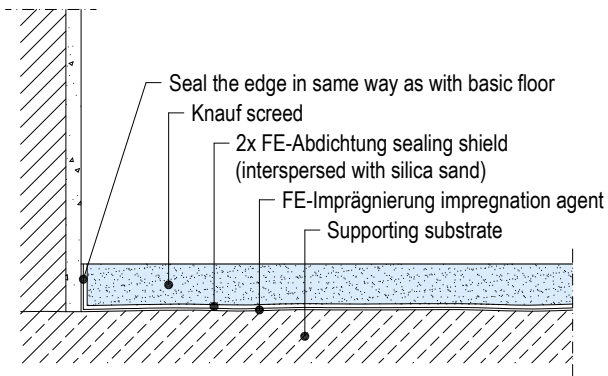 Seal the edge in same way as with basic floor
Knauf screed
2x FE-Abdichtung sealing shield
(interspersed with silica sand)
FE-Imprägnierung impregnation agent
Supporting substrate